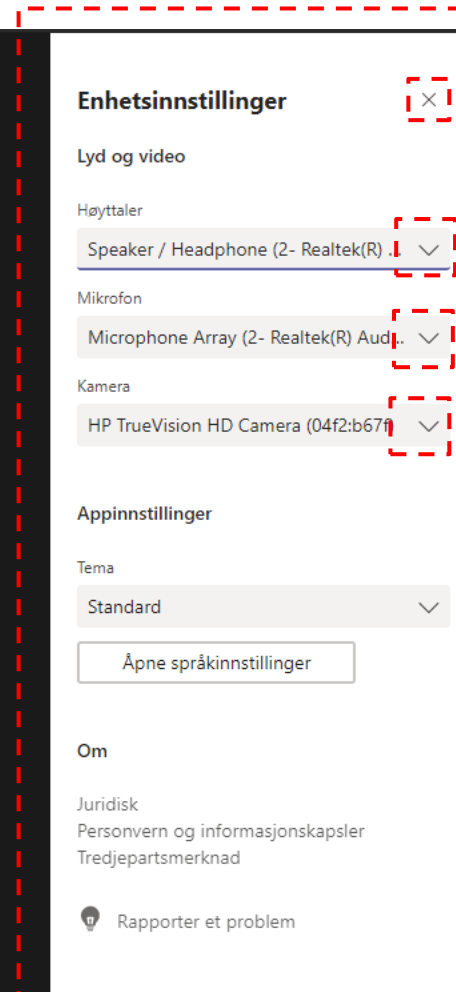 Enhetsinnstillinger
Lyd og video
Høyttaler
Speaker / Headphone (2- Realtek(R) ...
Mikrofon
Microphone Array (2- Realtek(R) Aud...
Kamera
HP TrueVision HD Camera (04f2:b67f)
Appinnstillinger
Tema
Standard
Åpne språkinnstillinger
Om
Juridisk
Personvern og informasjonskapsler
Tredjepartsmerknad
Rapporter et problem